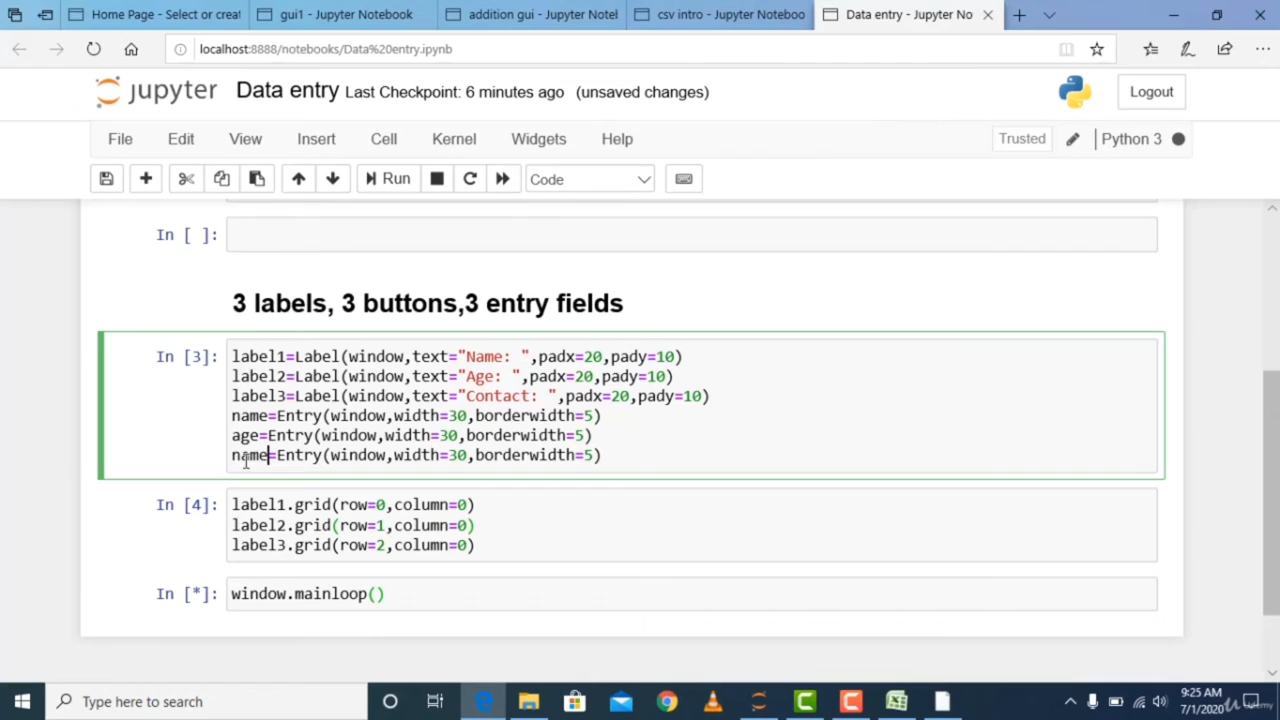 Home Page - Select or creat
gui1 - Jupyter Notebook
addition gui - Jupyter Notel
csv intro - Jupyter Noteboo
Data entry - Jupyter No
localhost:8888/notebooks/Data%20entry.ipynb
jupyter Data entry Last Checkpoint: 6 minutes ago (unsaved changes)
Logout
File Edit View Insert Cell Kernel Widgets Help
Trusted
Python 3
Run
Code
In [ ]:
3 labels, 3 buttons,3 entry fields
In [3]:
label1=Label(window,text="Name: ",padx=20,pady=10)
label2=Label(window,text="Age: ",padx=20,pady=10)
label3=Label(window,text="Contact: ",padx=20,pady=10)
name=Entry(window,width=30,borderwidth=5)
age=Entry(window,width=30,borderwidth=5)
name=Entry(window,width=30,borderwidth=5)
In [4]:
label1.grid(row=0,column=0)
label2.grid(row=1,column=0)
label3.grid(row=2,column=0)
In [*]:
window.mainloop()
Type here to search
9:25 AM
7/1/2020
Udemy